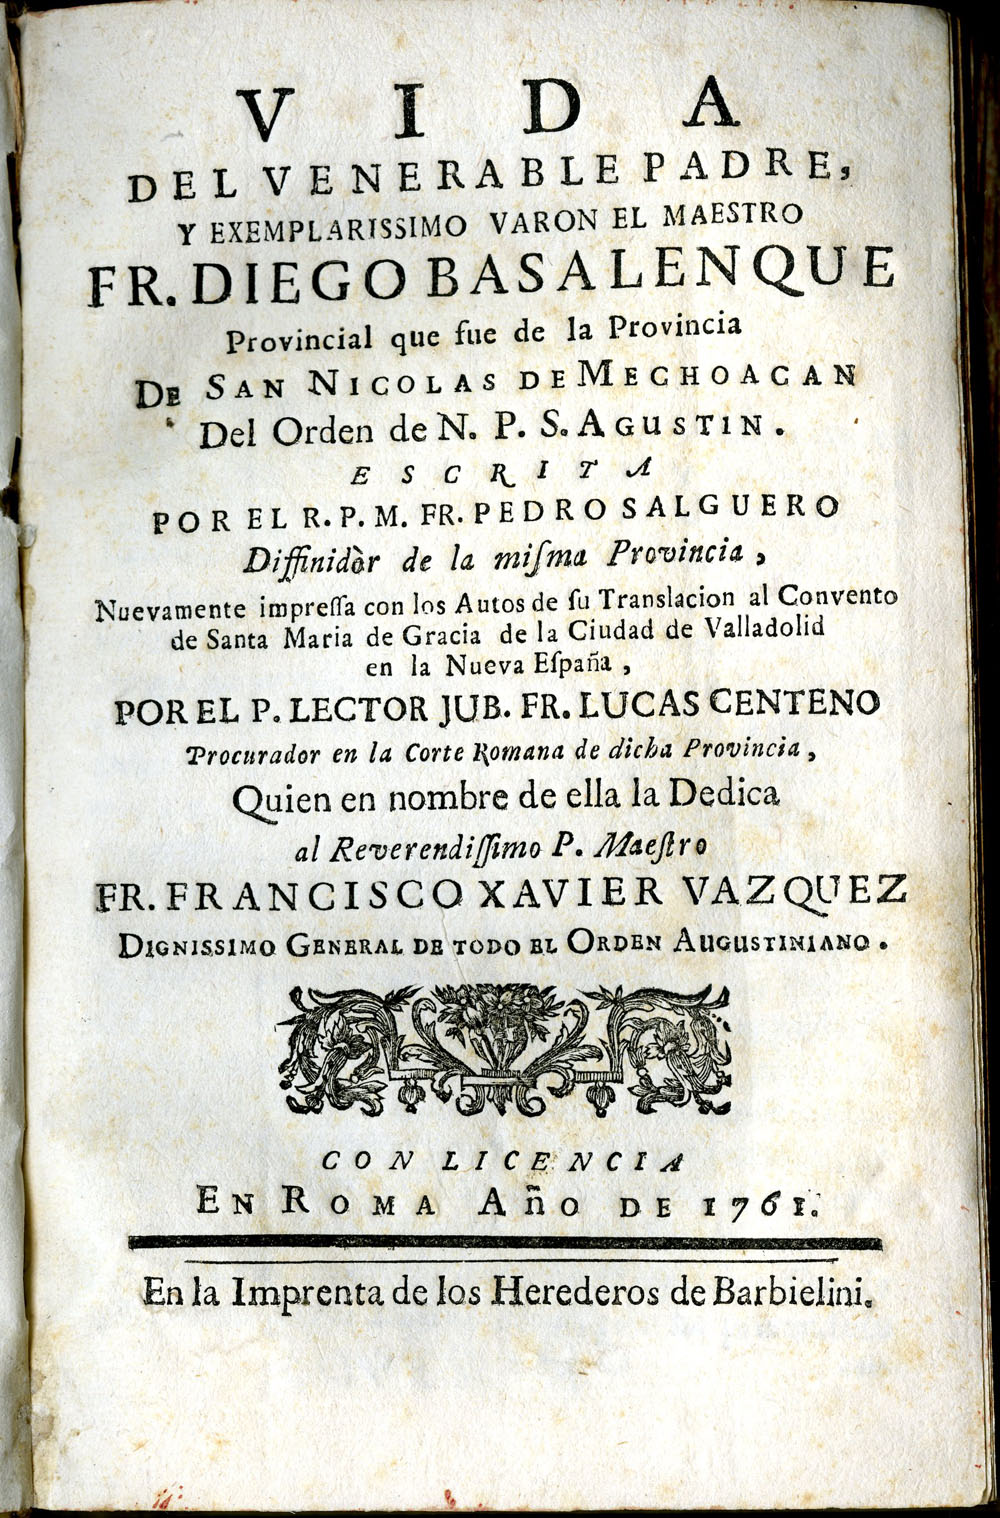 VIDA
DEL VENERABLE PADRE,
Y EXEMPLARISSIMO VARON EL MAESTRO
FR. DIEGO BASALENQUE
Provincial que fue de la Provincia
DE SAN NICOLAS DE MECHOACAN
Del Orden de N. P. S. AGUSTIN.
ESCRITA
POR EL R. P. M. FR. PEDRO SALGUERO
Diffinidòr de la miſma Provincia,
Nuevamente impreſſa con los Autos de ſu Translacion al Convento
de Santa Maria de Gracia de la Ciudad de Valladolid
en la Nueva Eſpaña,
POR EL P. LECTOR JUB. FR. LUCAS CENTENO
Procurador en la Corte Romana de dicha Provincia,
Quien en nombre de ella la Dedica
al Reverendiſſimo P. Maeſtro
FR. FRANCISCO XAVIER VAZQUEZ
DIGNISSIMO GENERAL DE TODO EL ORDEN AUGUSTINIANO.
CON LICENCIA
EN ROMA AñO DE 1761.
En la Imprenta de los Herederos de Barbielini.